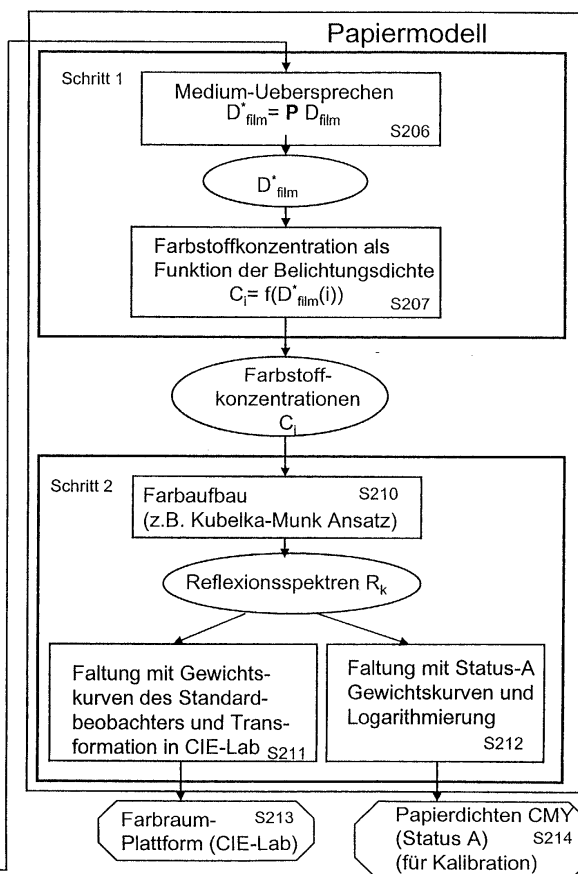 Papiermodell
Schritt 1
Medium-Uebersprechen
D*film= P Dfilm
S206
D*film
Farbstoffkonzentration als
Funktion der Belichtungsdichte
Ci= f(D*film(i))
S207
Farbstoff-
konzentrationen
Ci
Schritt 2
Farbaufbau
S210
(z.B. Kubelka-Munk Ansatz)
Reflexionsspektren Rk
Faltung mit Gewichts-
kurven des Standard-
beobachters und Trans-
formation in CIE-Lab
S211
Faltung mit Status-A
Gewichtskurven und
Logarithmierung
S212
Farbraum-
S213
Plattform (CIE-Lab)
Papierdichten CMY
(Status A)
S214
(für Kalibration)